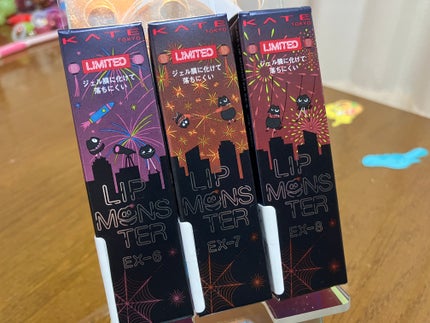 KATE
TOKYO
LIMITED
ジェル膜に化けて
落ちにくい
LIP
MONS
TER
EX-6
KATE
TOKYO
LIMITED
ジェル膜に化けて
落ちにくい
LIP
MONS
TER
EX-7
KATE
TOKYO
LIMITED
ジェル膜に化けて
落ちにくい
LIP
MONS
TER
EX-8